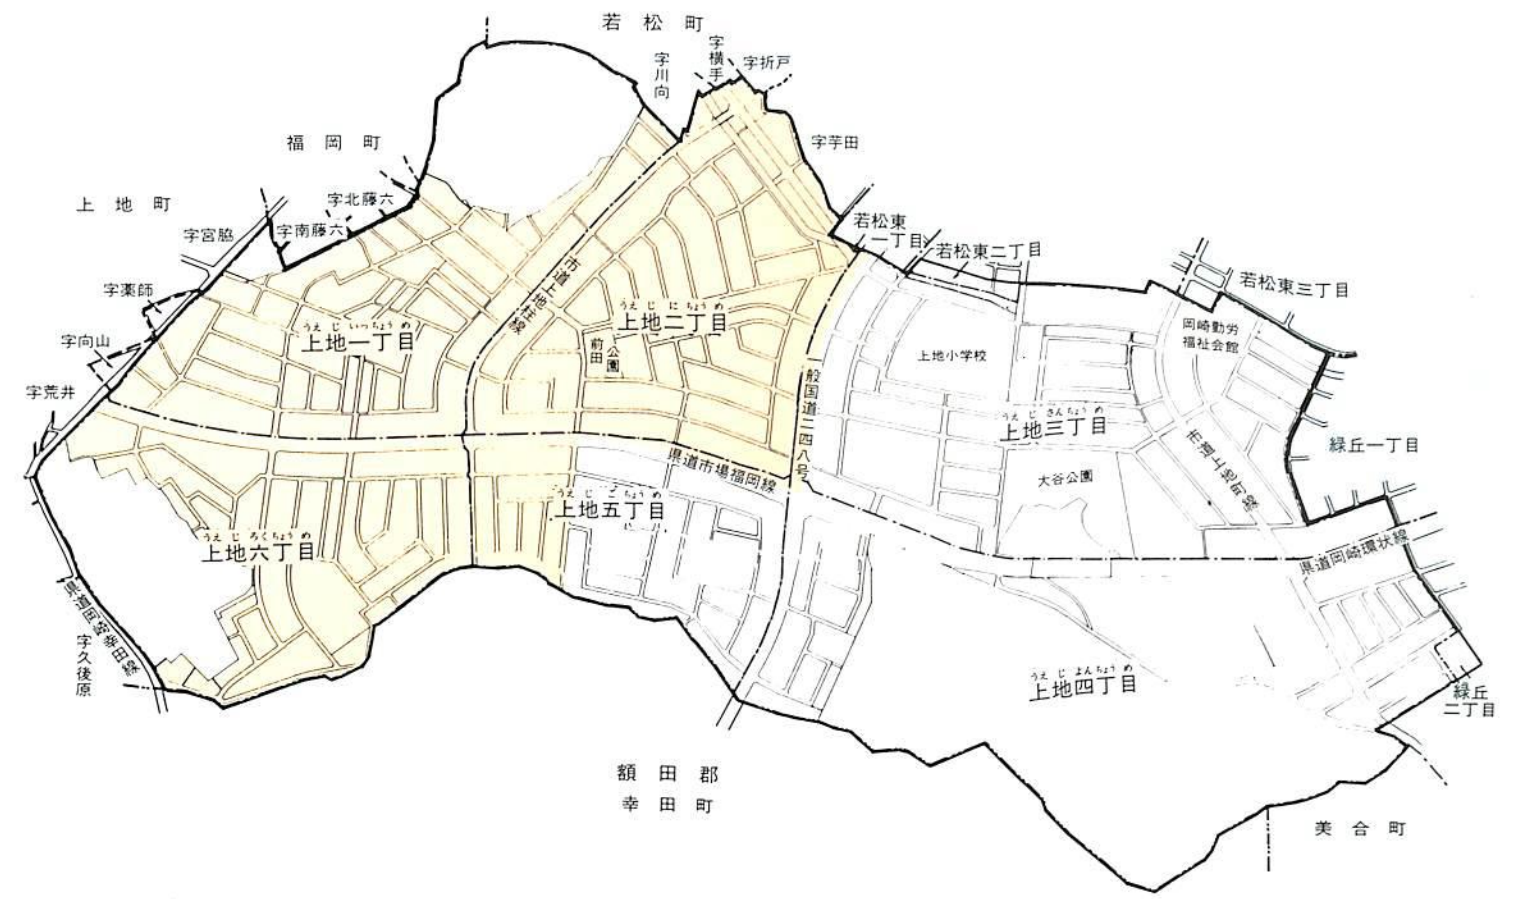 若松町
字横手
字川向
字折戸
福岡町
字芋田
上地町
字北藤六
字南藤六
字宮脇
若松東
一丁目
若松東二丁目
若松東三丁目
字薬師
字向山
字荒井
市道上地柱線
うえじいっちょうめ
上地一丁目
うえじにちょうめ
上地二丁目
前田
公園
岡崎勤労
福祉会館
上地小学校
一般国道二四八号
うえじさんちょうめ
上地三丁目
緑丘一丁目
市道上地町線
県道市場福岡線
大谷公園
うえじごちょうめ
上地五丁目
うえじろくちょうめ
上地六丁目
県道岡崎環状線
県道岡崎幸田線
字久後原
うえじよんちょうめ
上地四丁目
緑丘
二丁目
額田郡
幸田町
美合町